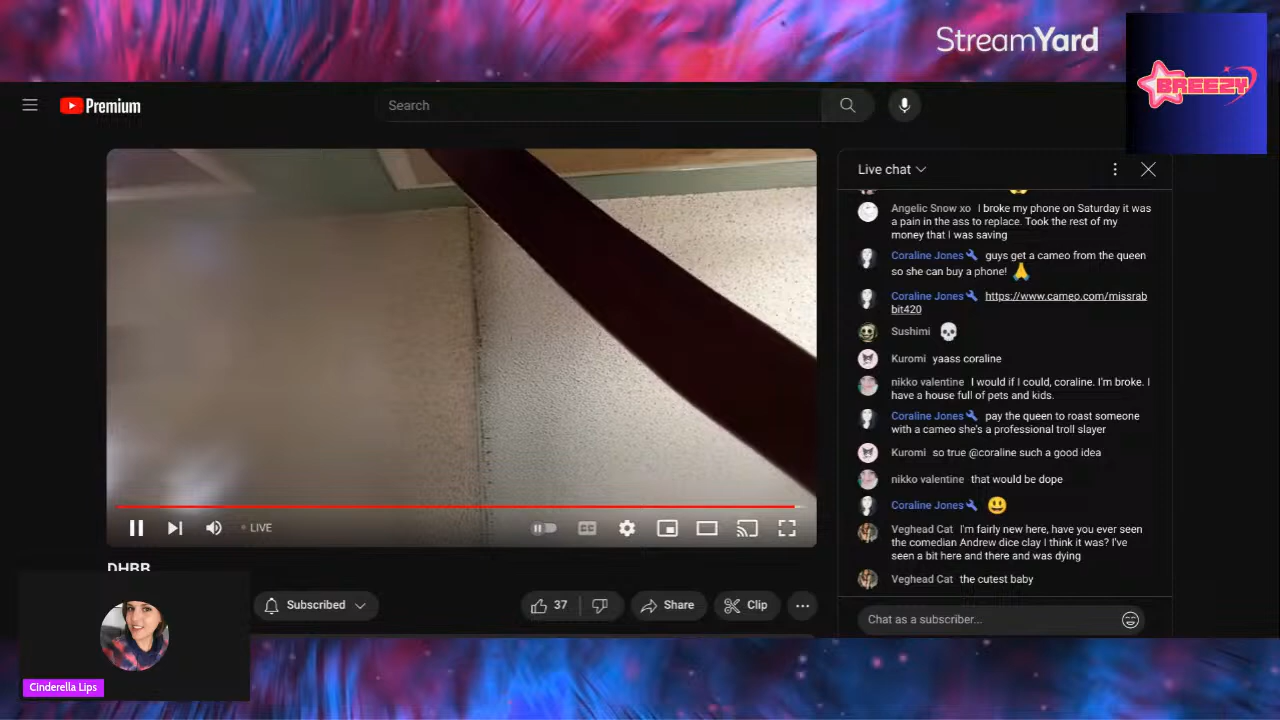 StreamYard
BREEZY
Premium
Search
Live chat
Angelic Snow xo I broke my phone on Saturday it was
a pain in the ass to replace. Took the rest of my
money that I was saving
Coraline Jones guys get a cameo from the queen
so she can buy a phone! 🙏
Coraline Jones https://www.cameo.com/missrab
bit420
Sushimi 💀
Kuromi yaass coraline
nikko valentine I would if I could, coraline. I'm broke. I
have a house full of pets and kids.
Coraline Jones pay the queen to roast someone
with a cameo she's a professional troll slayer
Kuromi so true @coraline such a good idea
nikko valentine that would be dope
Coraline Jones 😃
Veghead Cat I'm fairly new here, have you ever seen
the comedian Andrew dice clay I think it was? I've
seen a bit here and there and was dying
Veghead Cat the cutest baby
Chat as a subscriber...
LIVE
CC
DHRR
Subscribed
37
Share
Clip
Cinderella Lips